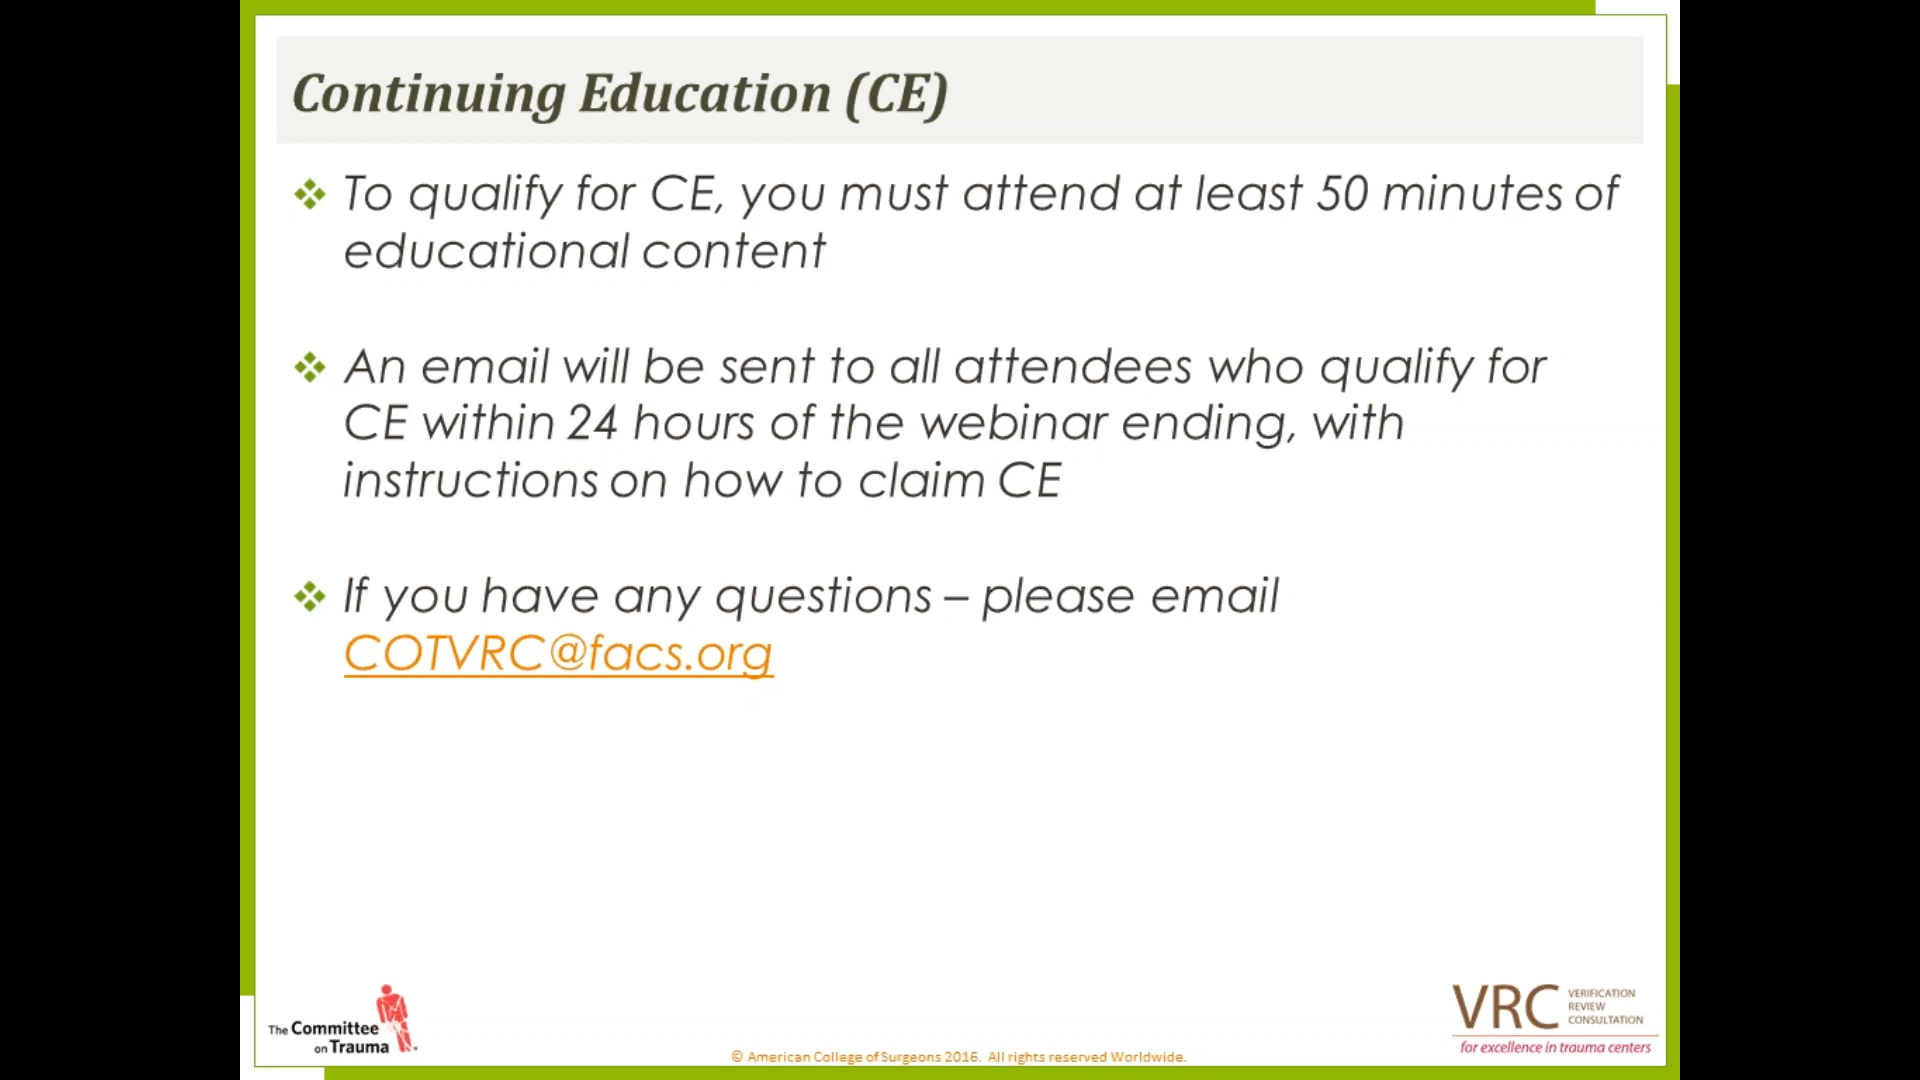 Continuing Education (CE)
To qualify for CE, you must attend at least 50 minutes of
educational content
An email will be sent to all attendees who qualify for
CE within 24 hours of the webinar ending, with
instructions on how to claim CE
If you have any questions – please email
COTVRC@facs.org
The Committee
on Trauma
© American College of Surgeons 2016. All rights reserved Worldwide.
VRC
VERIFICATION
REVIEW
CONSULTATION
for excellence in trauma centers